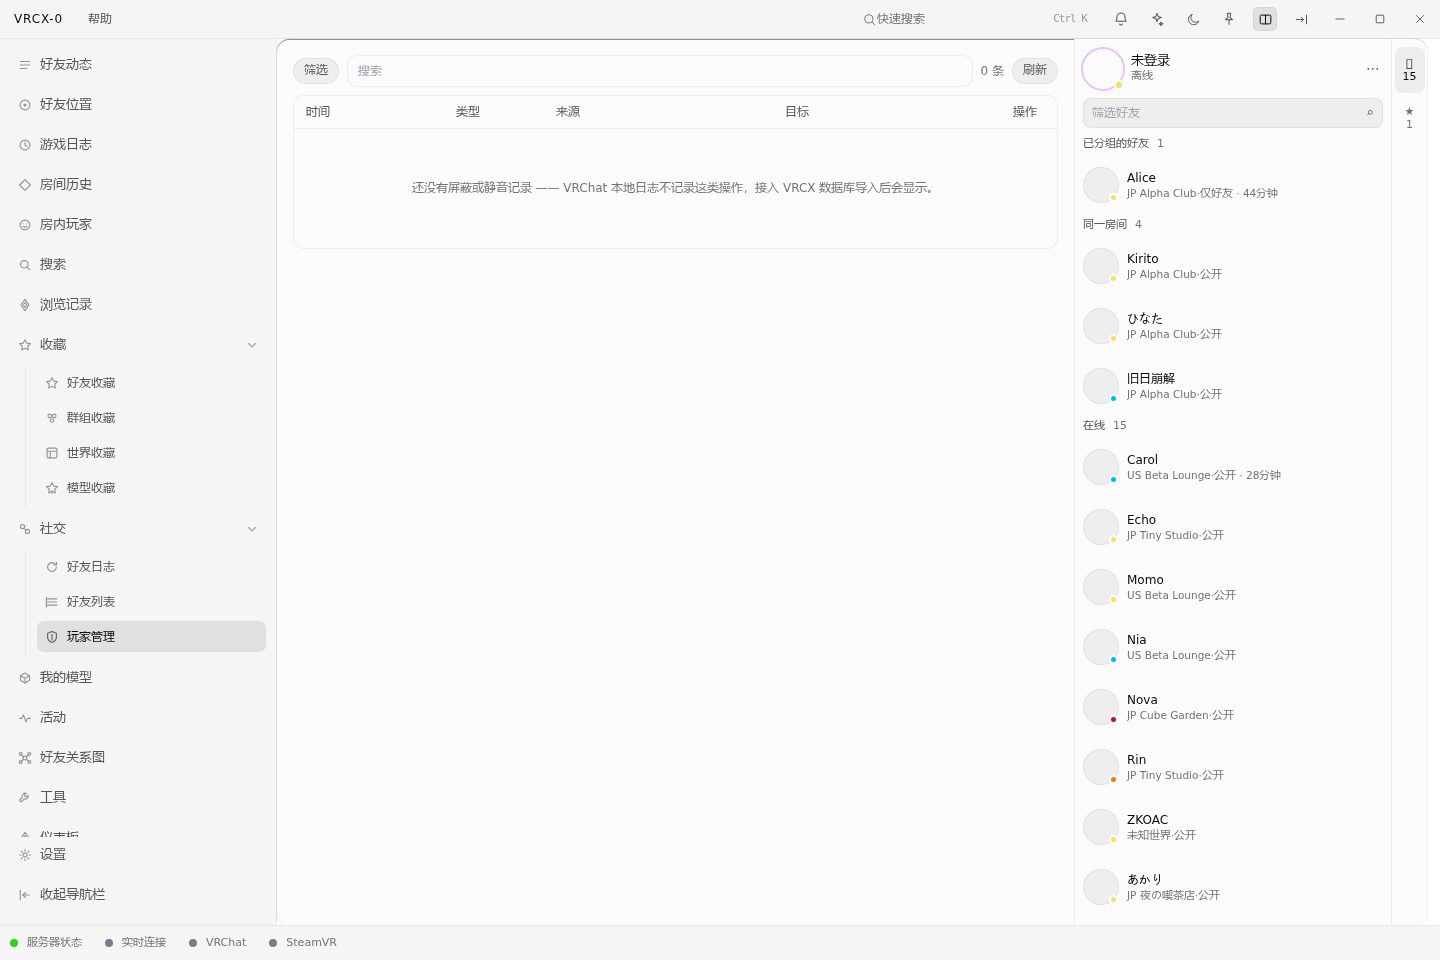 VRCX-0 帮助 快速搜索 Ctrl K
好友动态
好友位置
游戏日志
房间历史
房内玩家
搜索
浏览记录
收藏
好友收藏
群组收藏
世界收藏
模型收藏
社交
好友日志
好友列表
玩家管理
我的模型
活动
好友关系图
工具
仪表板
设置
收起导航栏
筛选 搜索 0 条 刷新
时间 类型 来源 目标 操作
还没有屏蔽或静音记录 —— VRChat 本地日志不记录这类操作，接入 VRCX 数据库导入后会显示。
未登录
离线
筛选好友
已分组的好友 1
Alice
JP Alpha Club·仅好友 · 44分钟
同一房间 4
Kirito
JP Alpha Club·公开
ひなた
JP Alpha Club·公开
旧日崩解
JP Alpha Club·公开
在线 15
Carol
US Beta Lounge·公开 · 28分钟
Echo
JP Tiny Studio·公开
Momo
US Beta Lounge·公开
Nia
US Beta Lounge·公开
Nova
JP Cube Garden·公开
Rin
JP Tiny Studio·公开
ZKOAC
未知世界·公开
あかり
JP 夜の喫茶店·公开
15
★
1
服务器状态 实时连接 VRChat SteamVR